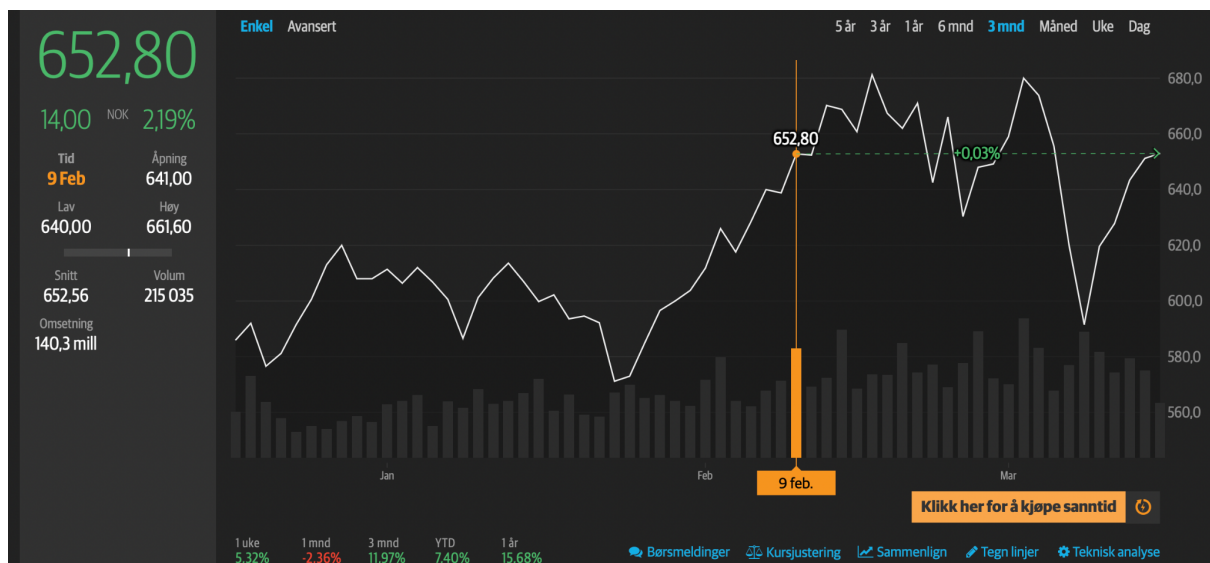 652,80
14,00 NOK 2,19%
Tid Åpning
9 Feb 641,00
Lav Høy
640,00 661,60
Snitt Volum
652,56 215 035
Omsetning
140,3 mill
Enkel Avansert
5 år 3 år 1 år 6 mnd 3 mnd Måned Uke Dag
680,0
660,0
640,0
620,0
600,0
580,0
560,0
652,80
+0,03%
Jan Feb Mar
9 feb.
Klikk her for å kjøpe sanntid
1 uke 1 mnd 3 mnd YTD 1 år
5,32% -2,36% 11,97% 7,40% 15,68%
Børsmeldinger Kursjustering Sammenlign Tegn linjer Teknisk analyse